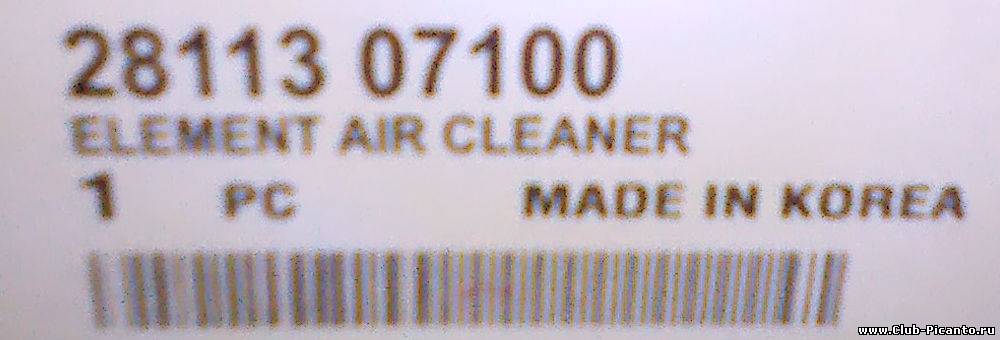 28113 07100
ELEMENT AIR CLEANER
1 PC MADE IN KOREA
www.Club-Picanto.ru